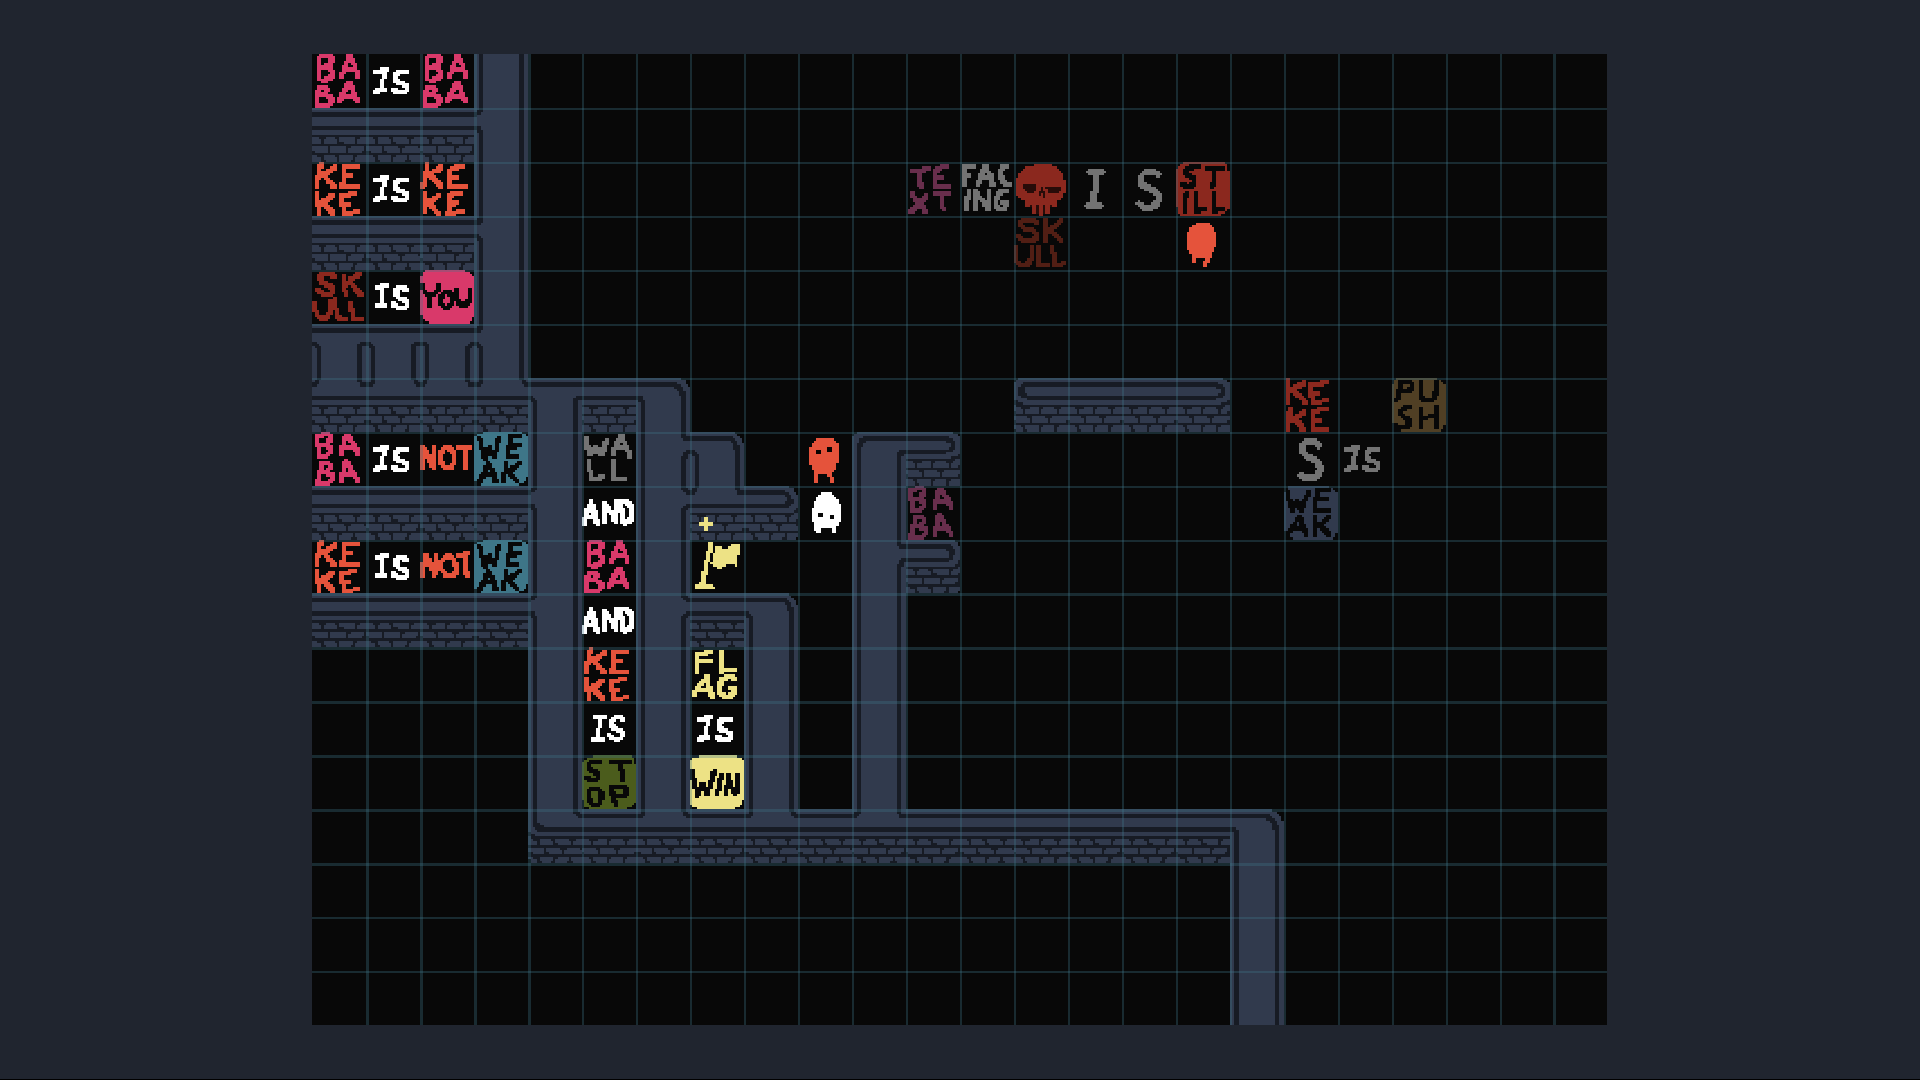 BABA IS BABA
KEKE IS KEKE
TEXT FACING I S STILL
SKULL
SKULL IS YOU
KEKE PUSH
BABA IS NOT WEAK
WALL
S IS
AND
BABA
WEAK
KEKE IS NOT WEAK
BABA
AND
KEKE
FLAG
IS
IS
STOP
WIN